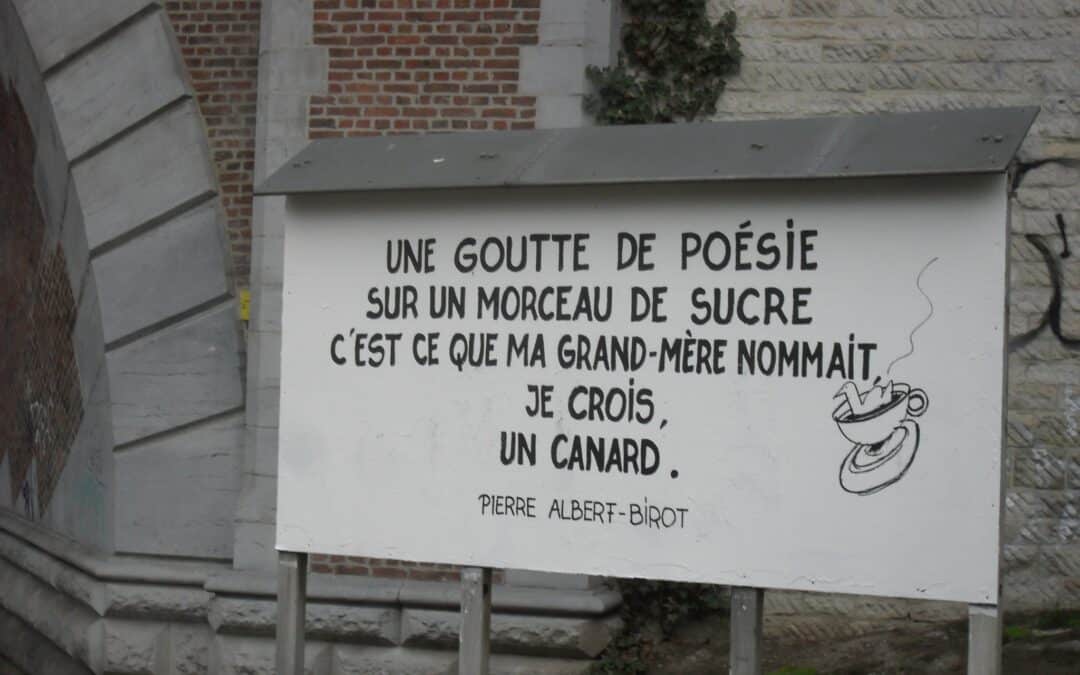 UNE GOUTTE DE POÉSIE
SUR UN MORCEAU DE SUCRE
C'EST CE QUE MA GRAND-MÈRE NOMMAIT,
JE CROIS,
UN CANARD.
PIERRE ALBERT-BIROT